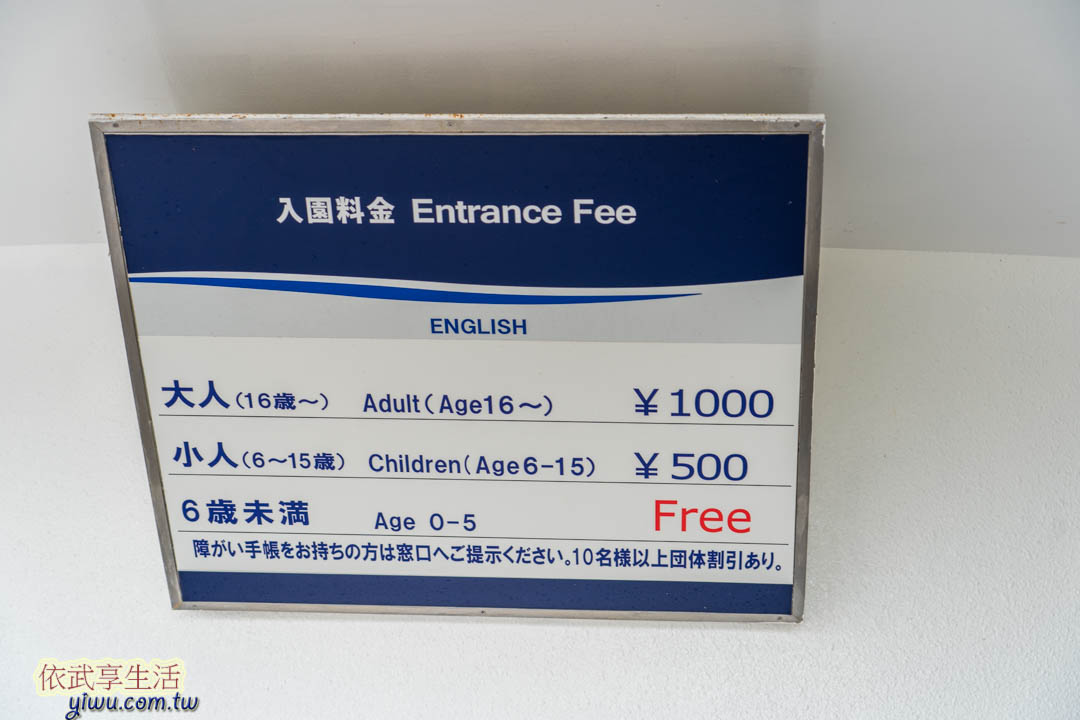 入園料金 Entrance Fee
ENGLISH
大人(16歳～) Adult(Age16～) ￥1000
小人(6～15歳) Children(Age6-15) ￥500
6歳未満 Age 0-5 Free
障がい手帳をお持ちの方は窓口へご提示ください。10名様以上団体割引あり。
依武享生活
yiwu.com.tw